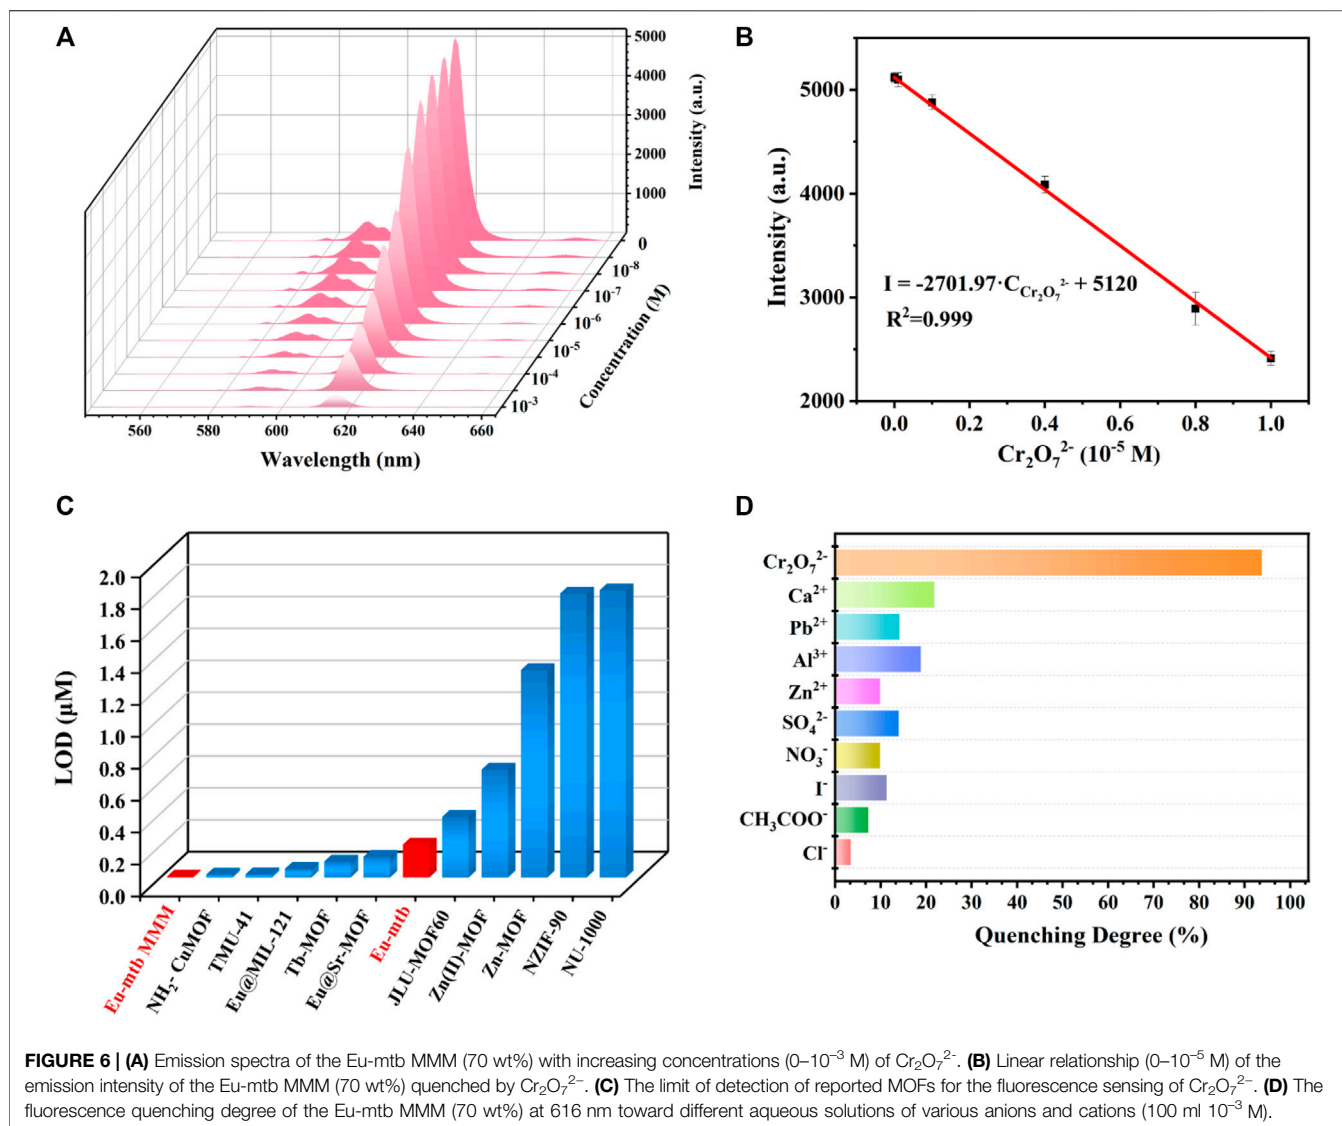 A
5000
4000
3000
2000
1000
0
Intensity (a.u.)
10⁻⁸
10⁻⁷
10⁻⁶
10⁻⁵
10⁻⁴
10⁻³
Concentration (M)
560 580 600 620 640 660
Wavelength (nm)
B
5000
4000
3000
2000
Intensity (a.u.)
I = -2701.97·C_Cr₂O₇²⁻ + 5120
R²=0.999
0.0 0.2 0.4 0.6 0.8 1.0
Cr₂O₇²⁻ (10⁻⁵ M)
C
2.0
1.8
1.6
1.4
1.2
1.0
0.8
0.6
0.4
0.2
0.0
LOD (μM)
Eu-mtb MMM
NH₂- CuMOF
TMU-41
Eu@MIL-121
Tb-MOF
Eu@Sr-MOF
Eu-mtb
JLU-MOF60
Zn(II)-MOF
Zn-MOF
NZIF-90
NU-1000
D
Cr₂O₇²⁻
Ca²⁺
Pb²⁺
Al³⁺
Zn²⁺
SO₄²⁻
NO₃⁻
I⁻
CH₃COO⁻
Cl⁻
0 10 20 30 40 50 60 70 80 90 100
Quenching Degree (%)
FIGURE 6 | (A) Emission spectra of the Eu-mtb MMM (70 wt%) with increasing concentrations (0–10⁻³ M) of Cr₂O₇²⁻. (B) Linear relationship (0–10⁻⁵ M) of the
emission intensity of the Eu-mtb MMM (70 wt%) quenched by Cr₂O₇²⁻. (C) The limit of detection of reported MOFs for the fluorescence sensing of Cr₂O₇²⁻. (D) The
fluorescence quenching degree of the Eu-mtb MMM (70 wt%) at 616 nm toward different aqueous solutions of various anions and cations (100 ml 10⁻³ M).